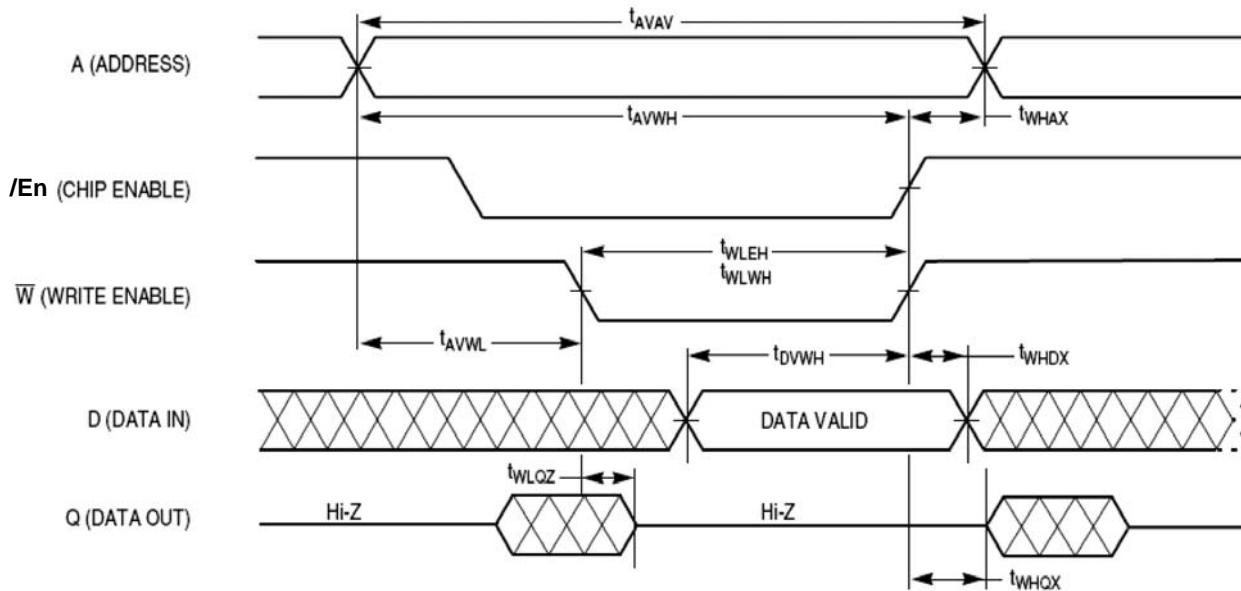 tAVAV
A (ADDRESS)
tAVWH
tWHAX
/En (CHIP ENABLE)
tWLEH
tWLWH
W̅ (WRITE ENABLE)
tAVWL
tDVWH
tWHDX
D (DATA IN)
DATA VALID
tWLQZ
Q (DATA OUT)
Hi-Z
Hi-Z
tWHQX